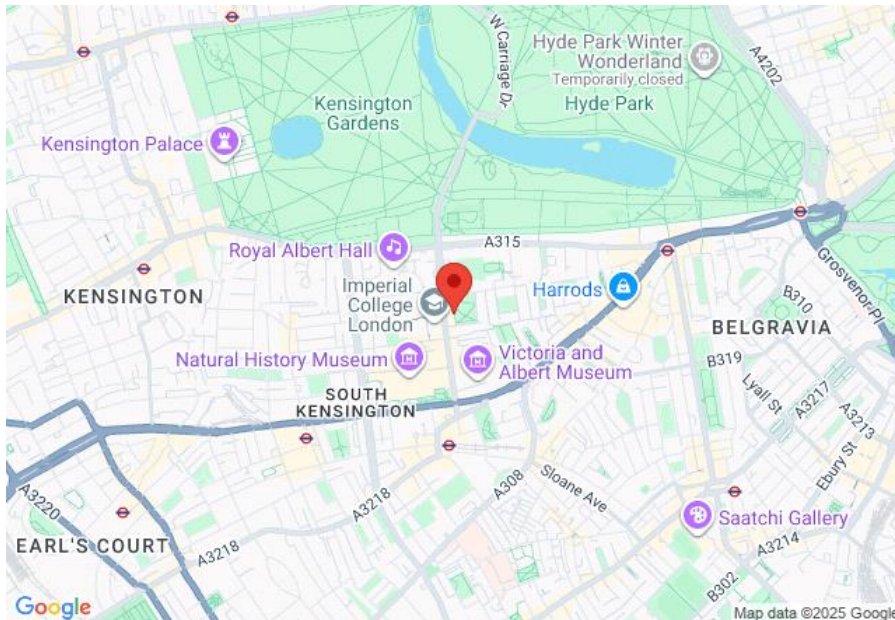 W Carriage Dr.
Hyde Park Winter
Wonderland
Temporarily closed
A4202
Kensington
Gardens
Hyde Park
Kensington Palace
Royal Albert Hall
A315
Grosvenor Pl
KENSINGTON
Imperial
College
London
Harrods
B310
BELGRAVIA
Natural History Museum
Victoria and
Albert Museum
B319
Lyall St
A3217
SOUTH
KENSINGTON
A3213
Ebury St
A308
Sloane Ave
A3218
A3220
Saatchi Gallery
EARL'S COURT
A3218
A3214
B302
Google
Map data ©2025 Google